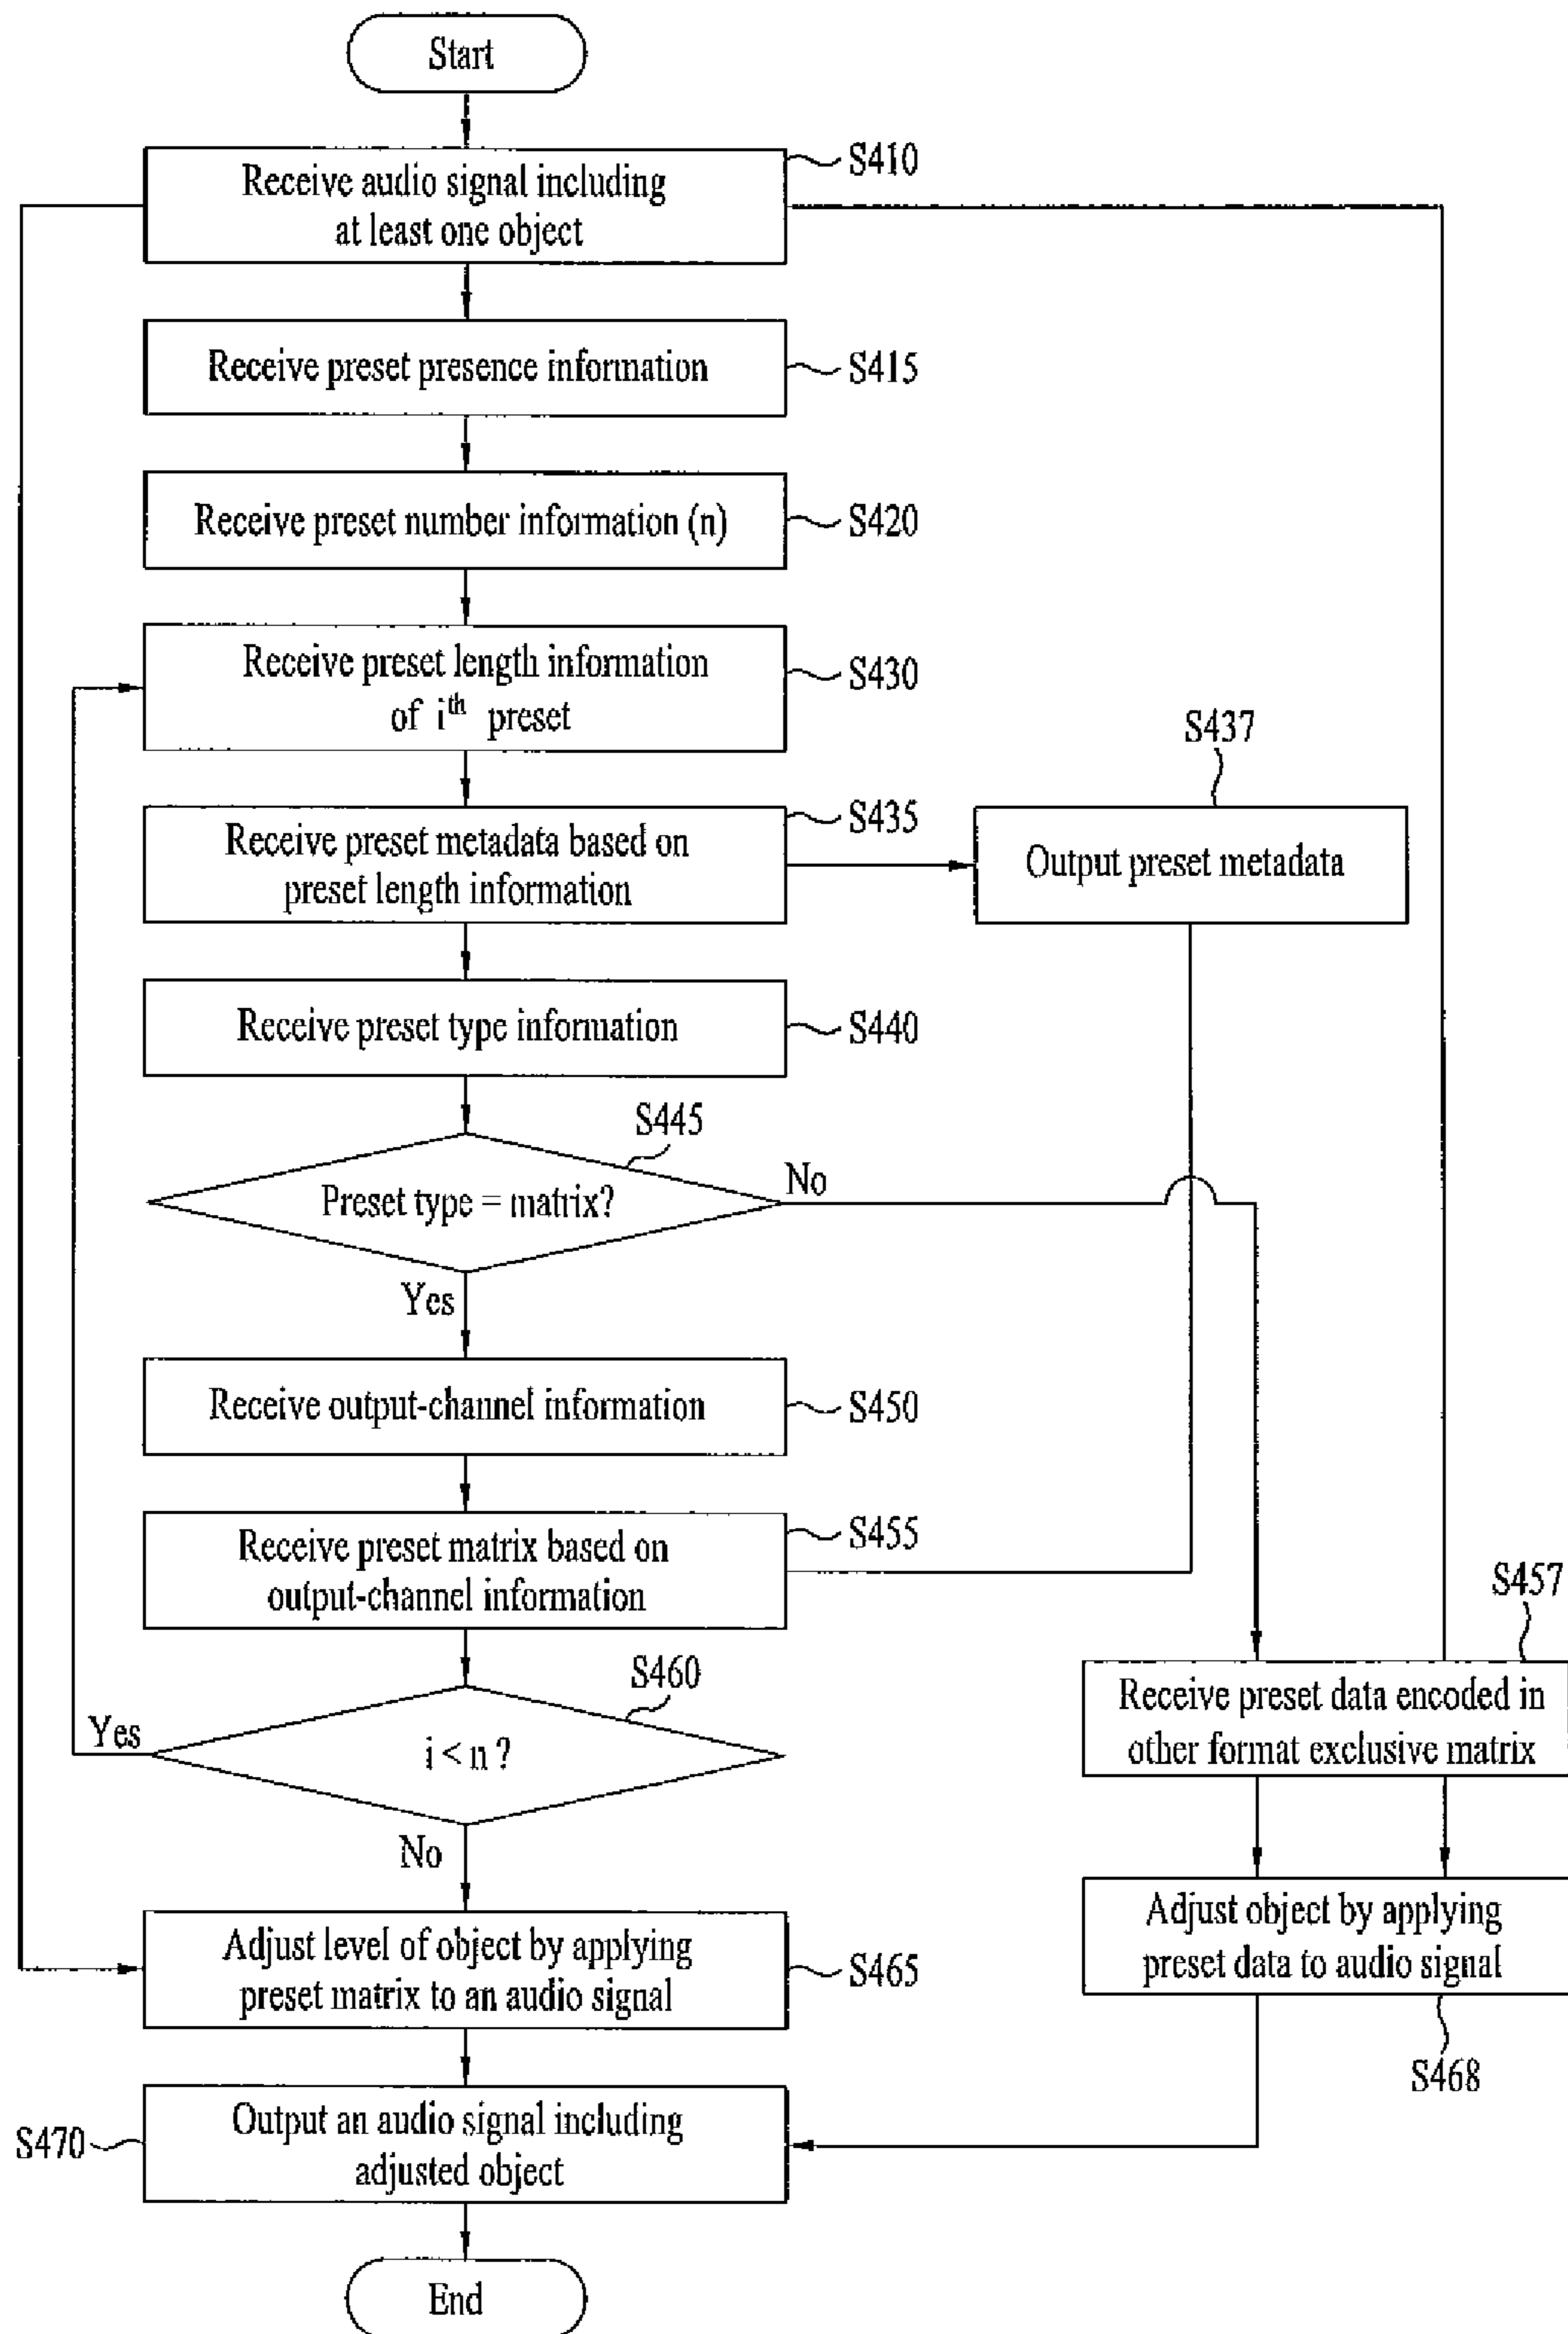 Start
S410
Receive audio signal including
at least one object
Receive preset presence information
S415
Receive preset number information (n)
S420
Receive preset length information
of ith preset
S430
S437
Receive preset metadata based on
preset length information
S435
Output preset metadata
Receive preset type information
S440
S445
Preset type = matrix?
No
Yes
Receive output-channel information
S450
Receive preset matrix based on
output-channel information
S455
S457
Receive preset data encoded in
other format exclusive matrix
S460
i < n ?
Yes
No
Adjust level of object by applying
preset matrix to an audio signal
S465
Adjust object by applying
preset data to audio signal
S468
Output an audio signal including
adjusted object
S470
End